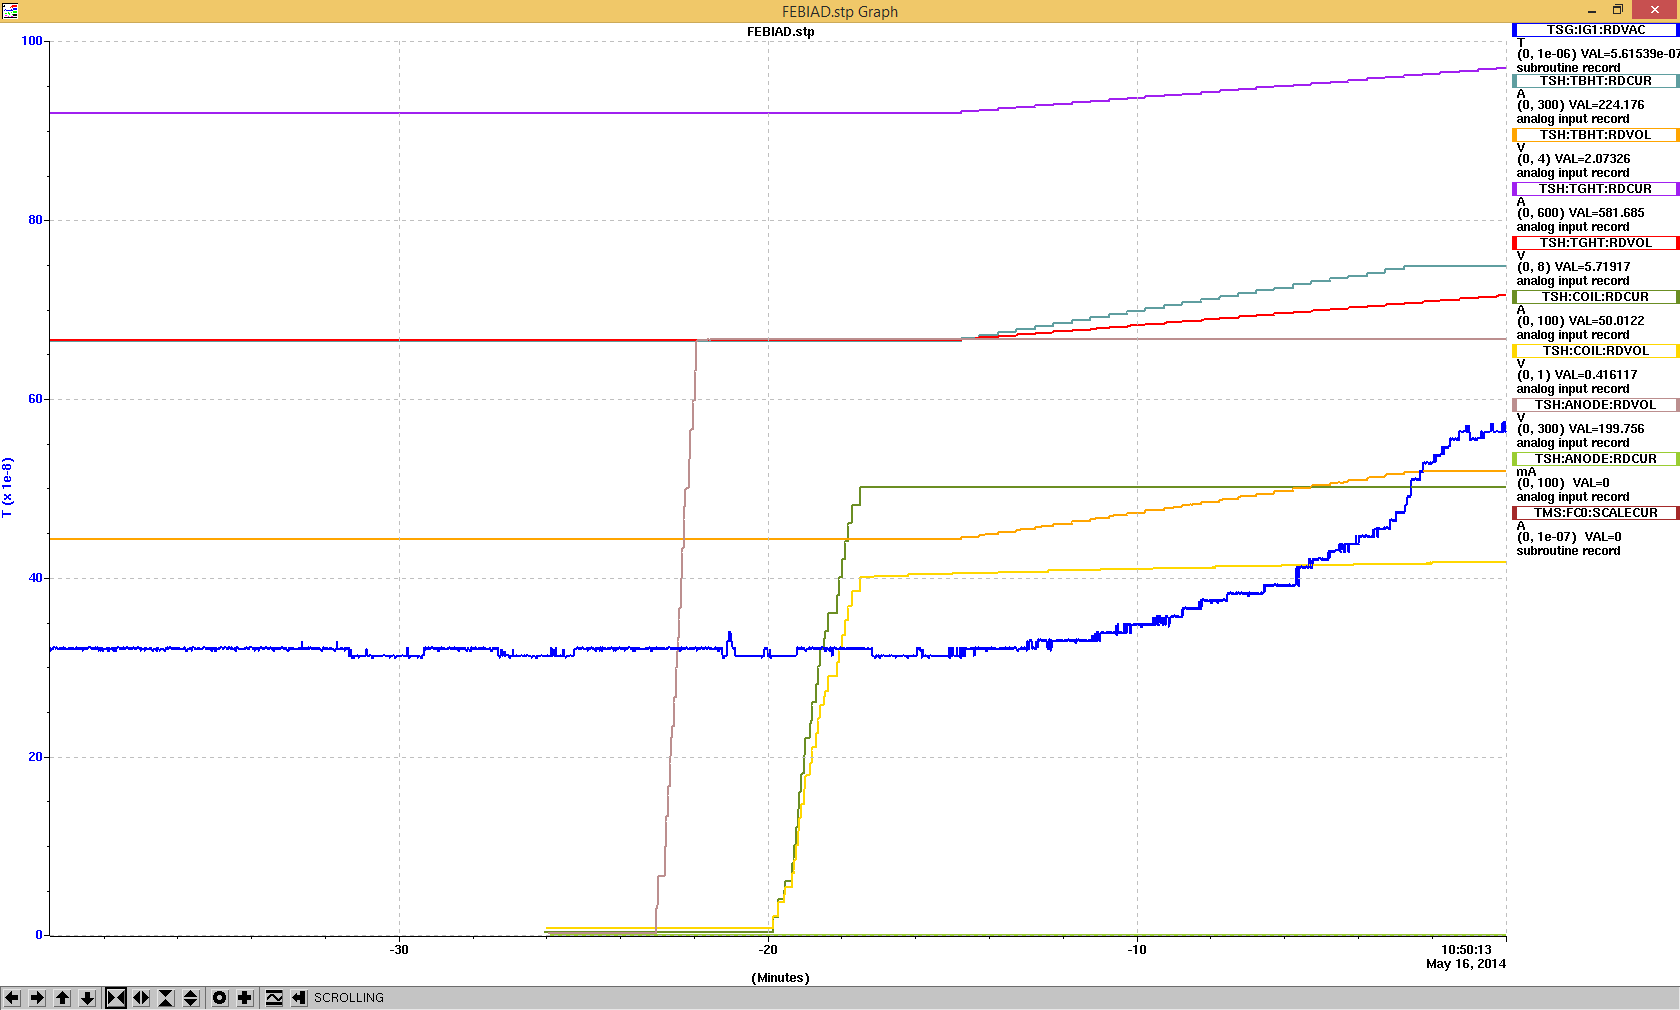 FEBIAD.stp Graph
FEBIAD.stp
100
80
60
40
20
0
T (x 1e-8)
-30
-20
-10
10:50:13
May 16, 2014
(Minutes)
TSG:IG1:RDVAC
T
(0, 1e-06) VAL=5.61539e-07
subroutine record
TSH:TBHT:RDCUR
A
(0, 300) VAL=224.176
analog input record
TSH:TBHT:RDVOL
V
(0, 4) VAL=2.07326
analog input record
TSH:TGHT:RDCUR
A
(0, 600) VAL=581.685
analog input record
TSH:TGHT:RDVOL
V
(0, 8) VAL=5.71917
analog input record
TSH:COIL:RDCUR
A
(0, 100) VAL=50.0122
analog input record
TSH:COIL:RDVOL
V
(0, 1) VAL=0.416117
analog input record
TSH:ANODE:RDVOL
V
(0, 300) VAL=199.756
analog input record
TSH:ANODE:RDCUR
mA
(0, 100) VAL=0
analog input record
TMS:FC0:SCALECUR
A
(0, 1e-07) VAL=0
subroutine record
SCROLLING